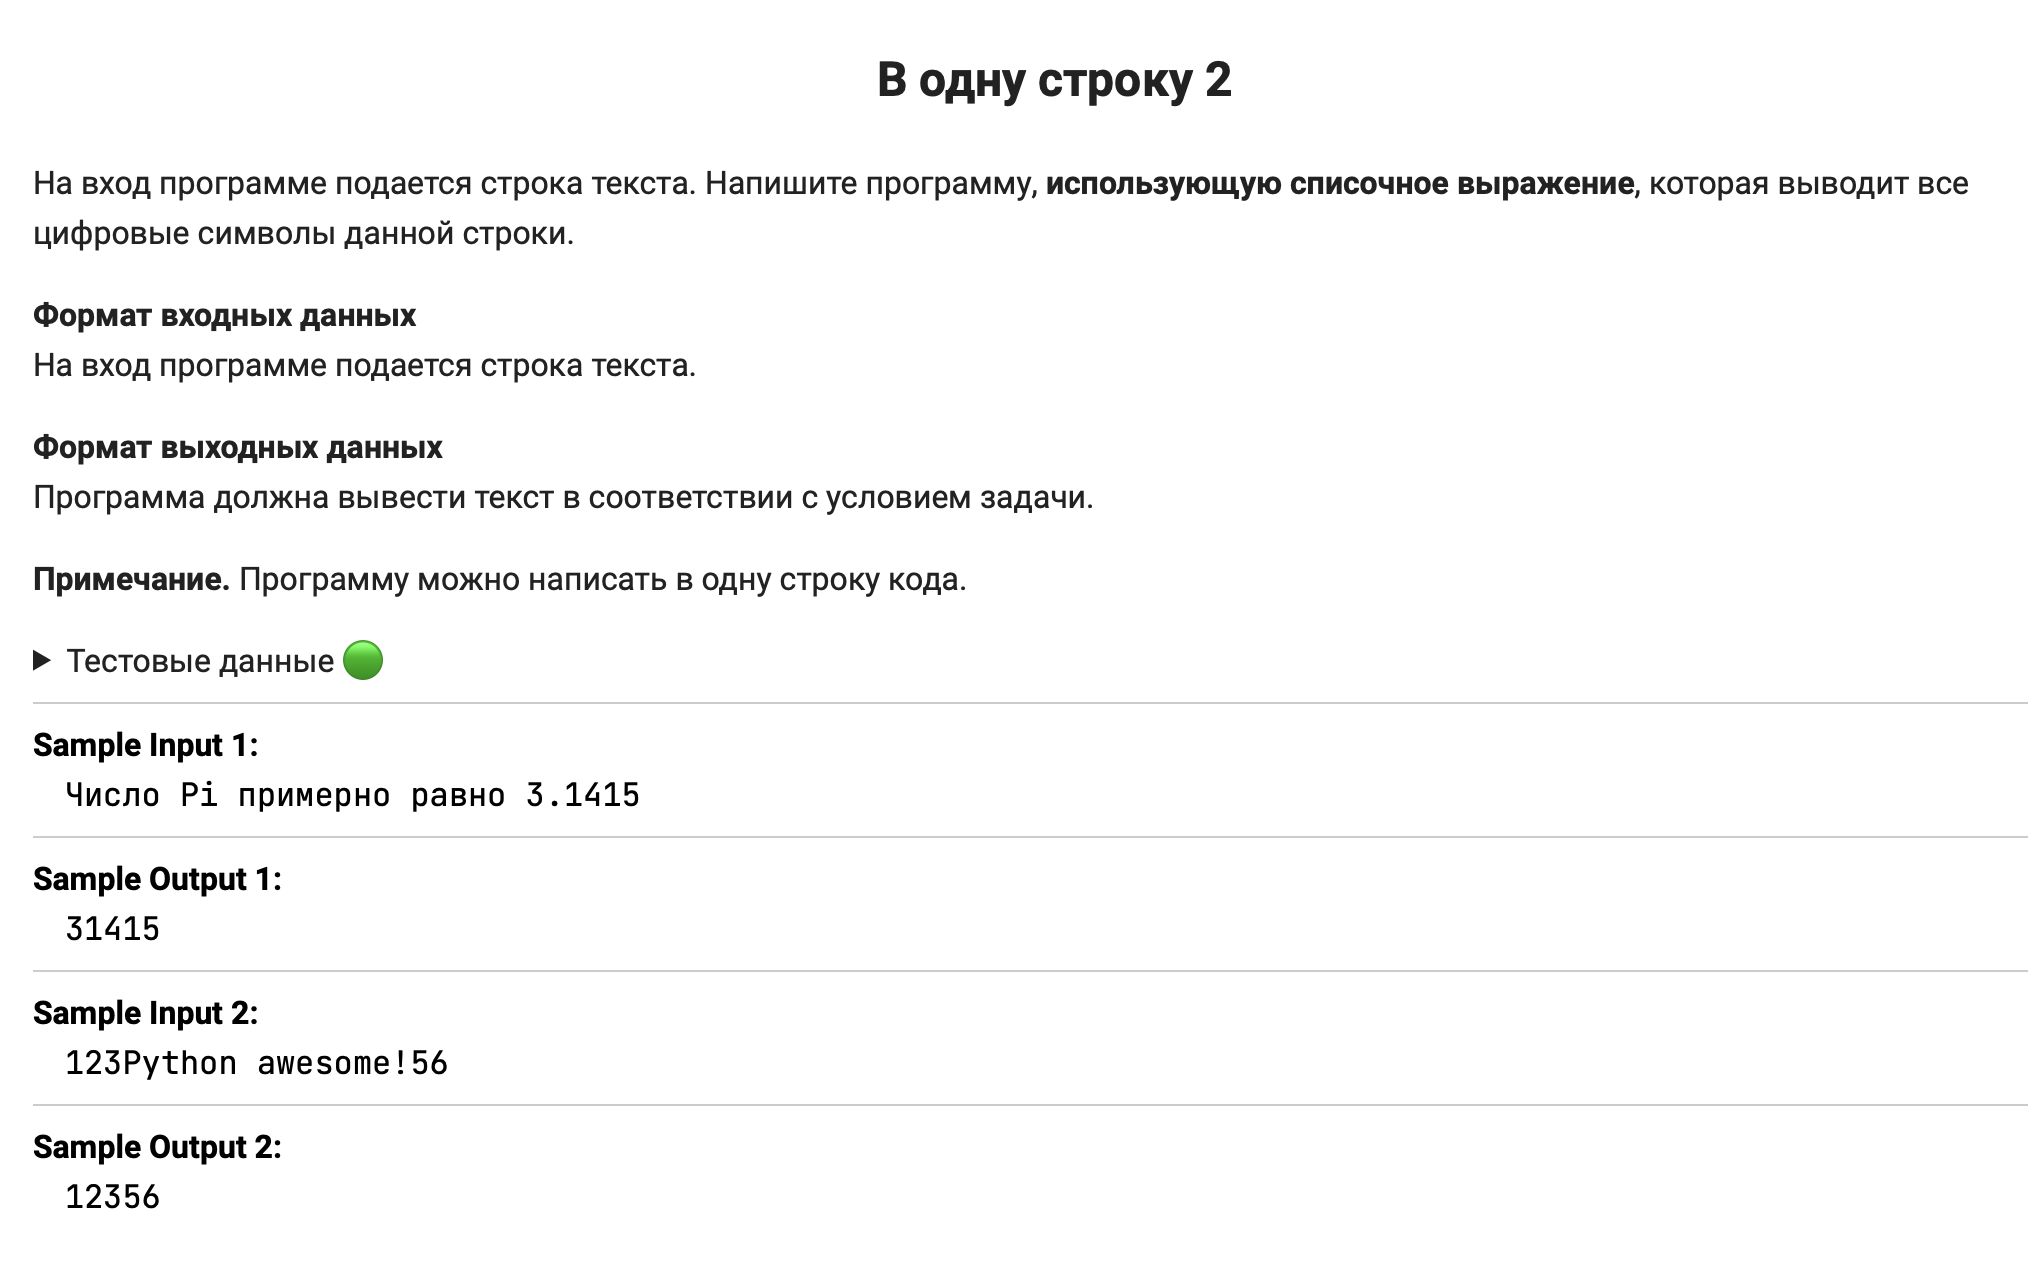 В одну строку 2
На вход программе подается строка текста. Напишите программу, использующую списочное выражение, которая выводит все
цифровые символы данной строки.
Формат входных данных
На вход программе подается строка текста.
Формат выходных данных
Программа должна вывести текст в соответствии с условием задачи.
Примечание. Программу можно написать в одну строку кода.
Тестовые данные
Sample Input 1:
Число Pi примерно равно 3.1415
Sample Output 1:
31415
Sample Input 2:
123Python awesome!56
Sample Output 2:
12356